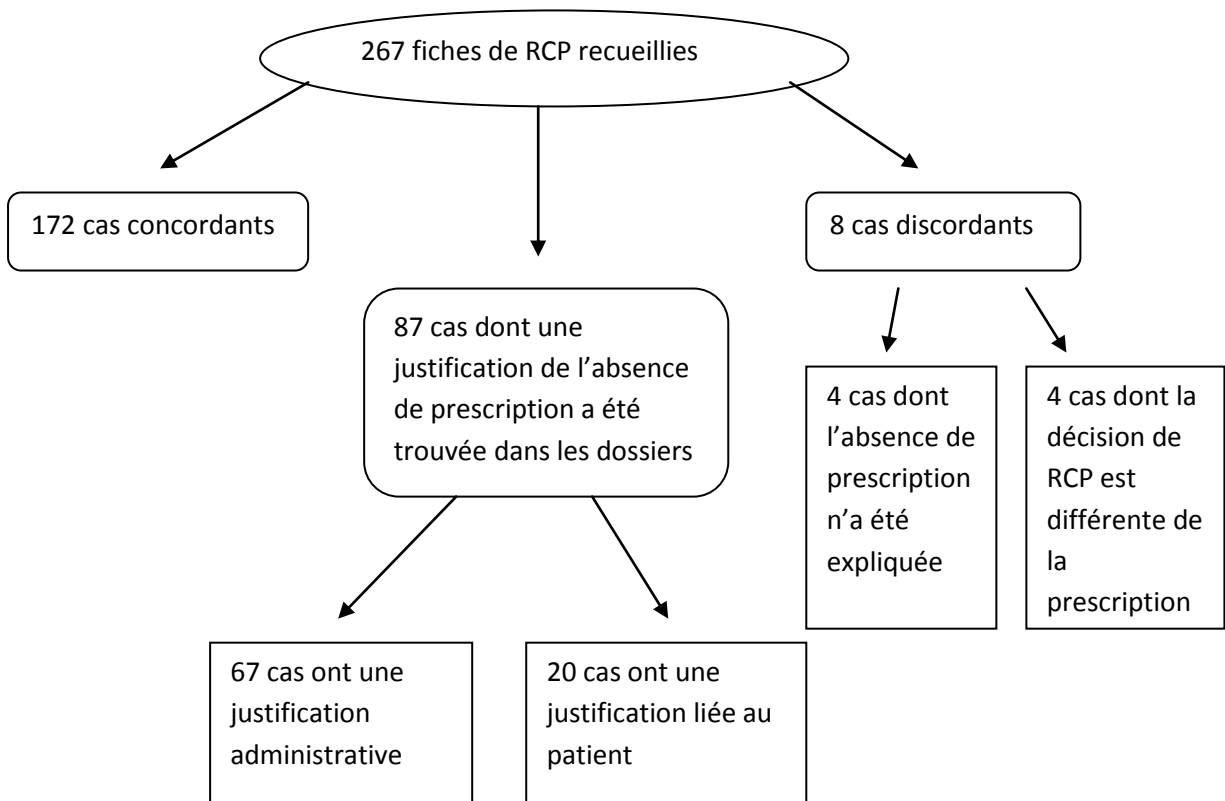 267 fiches de RCP recueillies
172 cas concordants
8 cas discordants
87 cas dont une
justification de l’absence
de prescription a été
trouvée dans les dossiers
4 cas dont
l’absence de
prescription
n’a été
expliquée
4 cas dont la
décision de
RCP est
différente de
la
prescription
67 cas ont une
justification
administrative
20 cas ont une
justification liée au
patient